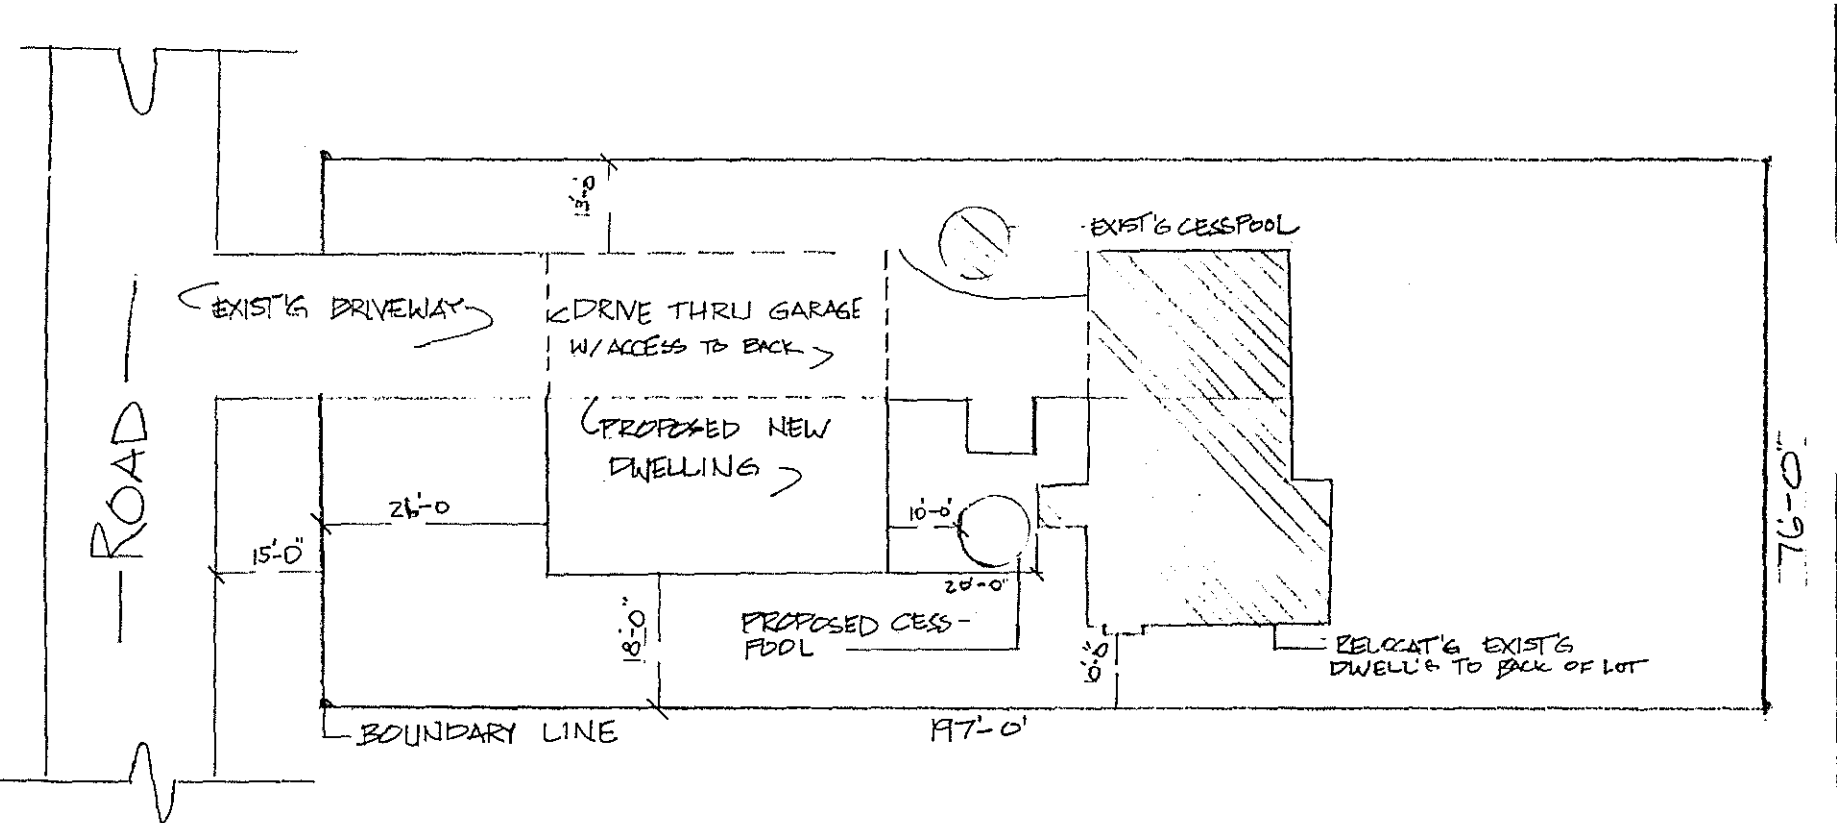 13'-0
EXIST'G CESSPOOL
EXIST'G DRIVEWAY
DRIVE THRU GARAGE
W/ ACCESS TO BACK
PROPOSED NEW
DWELLING
ROAD
26'-0
10'-0"
15'-0"
20'-0"
76'-0"
18'-0"
PROPOSED CESS-
POOL
RELOCAT'G EXIST'G
DWELL'G TO BACK OF LOT
BOUNDARY LINE
197'-0"